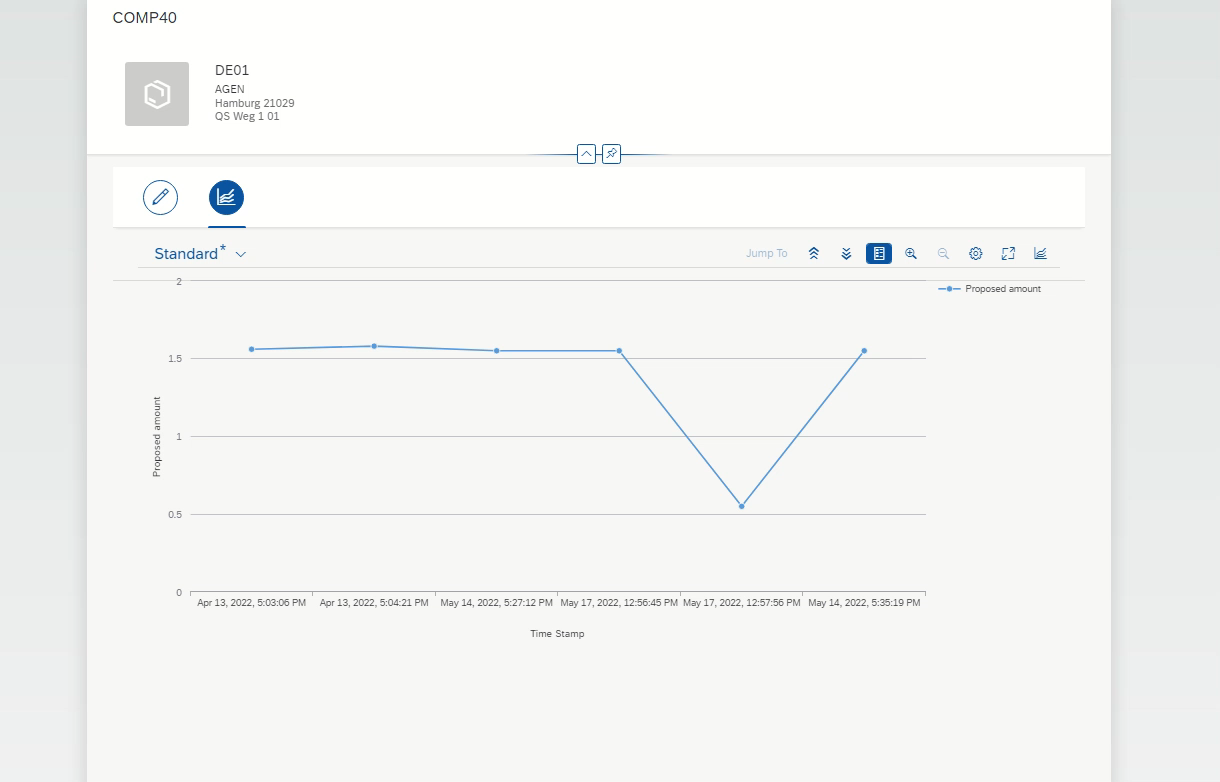 COMP40
DE01
AGEN
Hamburg 21029
QS Weg 1 01
Standard*
Jump To
Proposed amount
2
1.5
1
0.5
0
Proposed amount
Apr 13, 2022, 5:03:06 PM
Apr 13, 2022, 5:04:21 PM
May 14, 2022, 5:27:12 PM
May 17, 2022, 12:56:45 PM
May 17, 2022, 12:57:56 PM
May 14, 2022, 5:35:19 PM
Time Stamp